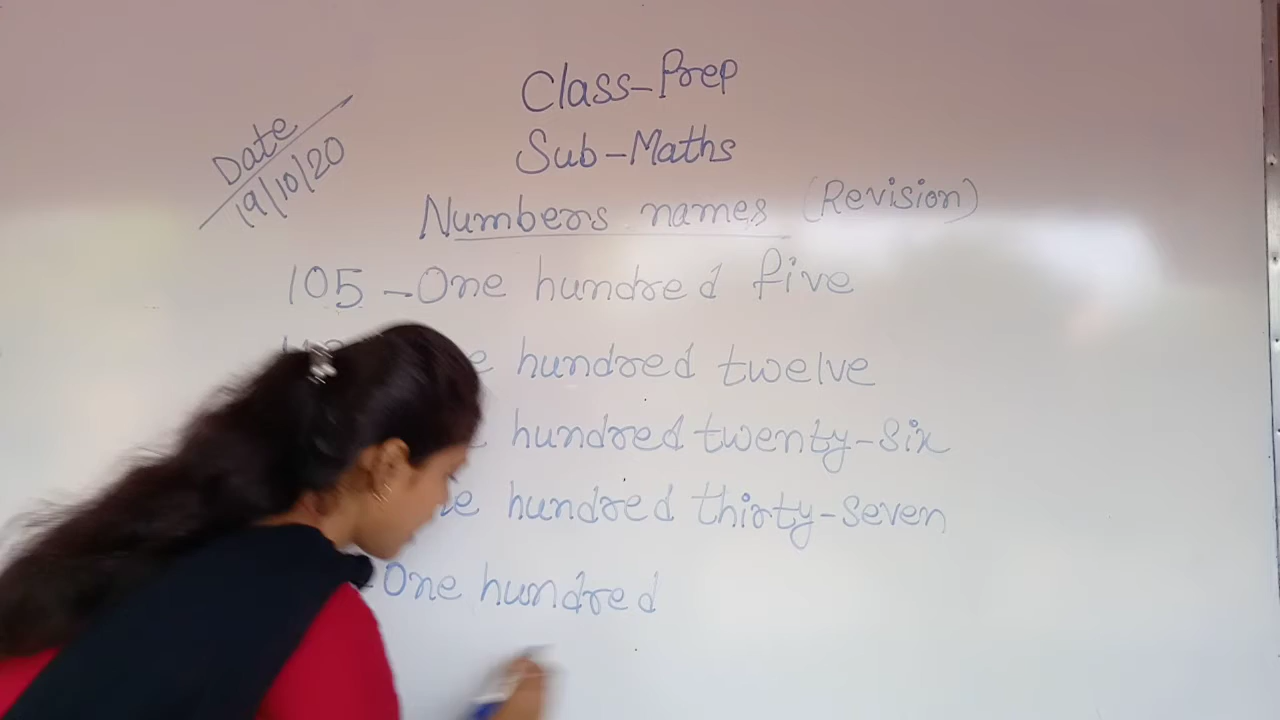 Class-Prep
Sub-Maths
Date
19/10/20
Numbers names (Revision)
105 - One hundred five
hundred twelve
hundred twenty-six
hundred thirty-seven
One hundred